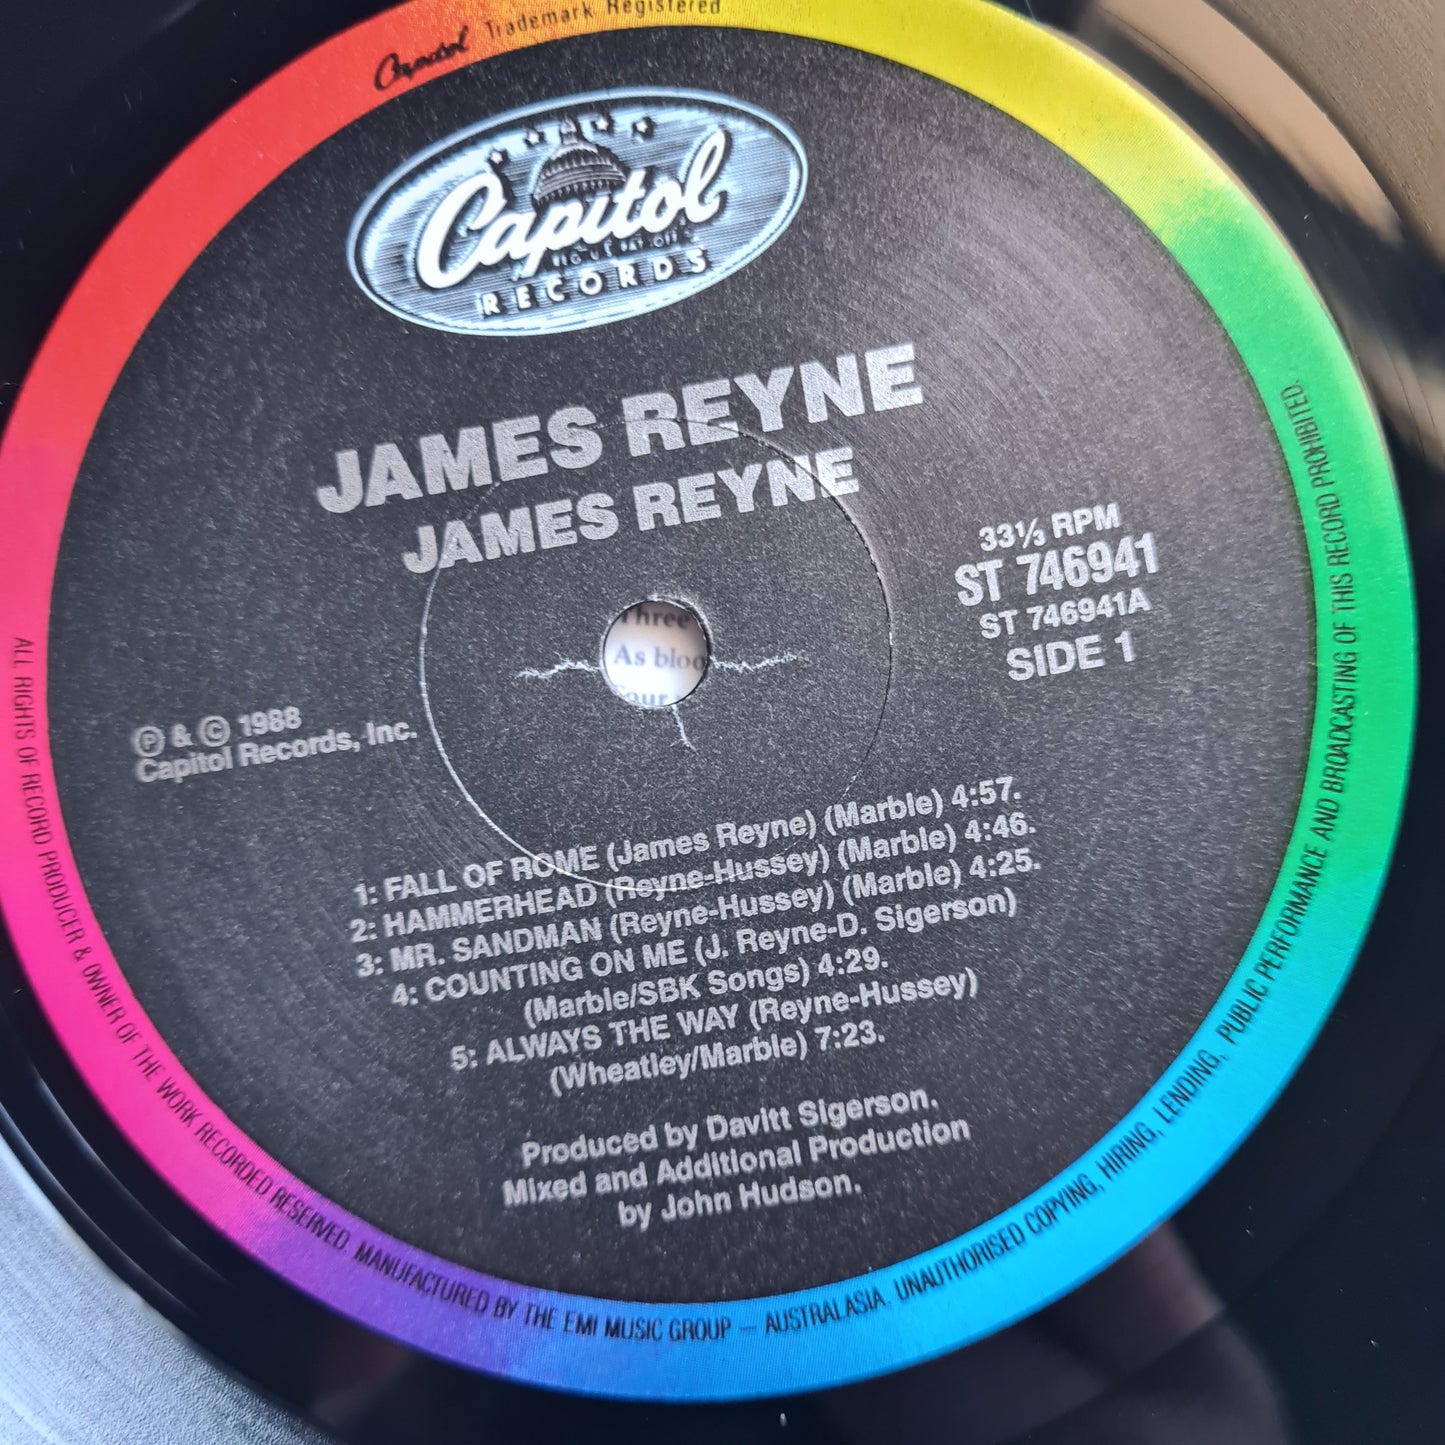 Capitol Trademark Registered
Capitol
RECORDS
JAMES REYNE
JAMES REYNE
33⅓ RPM
ST 746941
ST 746941A
SIDE 1
Three
As bloo
Four
Ⓟ & © 1988
Capitol Records, Inc.
1: FALL OF ROME (James Reyne) (Marble) 4:57.
2: HAMMERHEAD (Reyne-Hussey) (Marble) 4:46.
3: MR. SANDMAN (Reyne-Hussey) (Marble) 4:25.
4: COUNTING ON ME (J. Reyne-D. Sigerson)
(Marble/SBK Songs) 4:29.
5: ALWAYS THE WAY (Reyne-Hussey)
(Wheatley/Marble) 7:23.
Produced by Davitt Sigerson.
Mixed and Additional Production
by John Hudson.
ALL RIGHTS OF RECORD PRODUCER & OWNER OF THE WORK RECORDED RESERVED. MANUFACTURED BY THE EMI MUSIC GROUP – AUSTRALASIA. UNAUTHORISED COPYING, HIRING, LENDING, PUBLIC PERFORMANCE AND BROADCASTING OF THIS RECORD PROHIBITED.